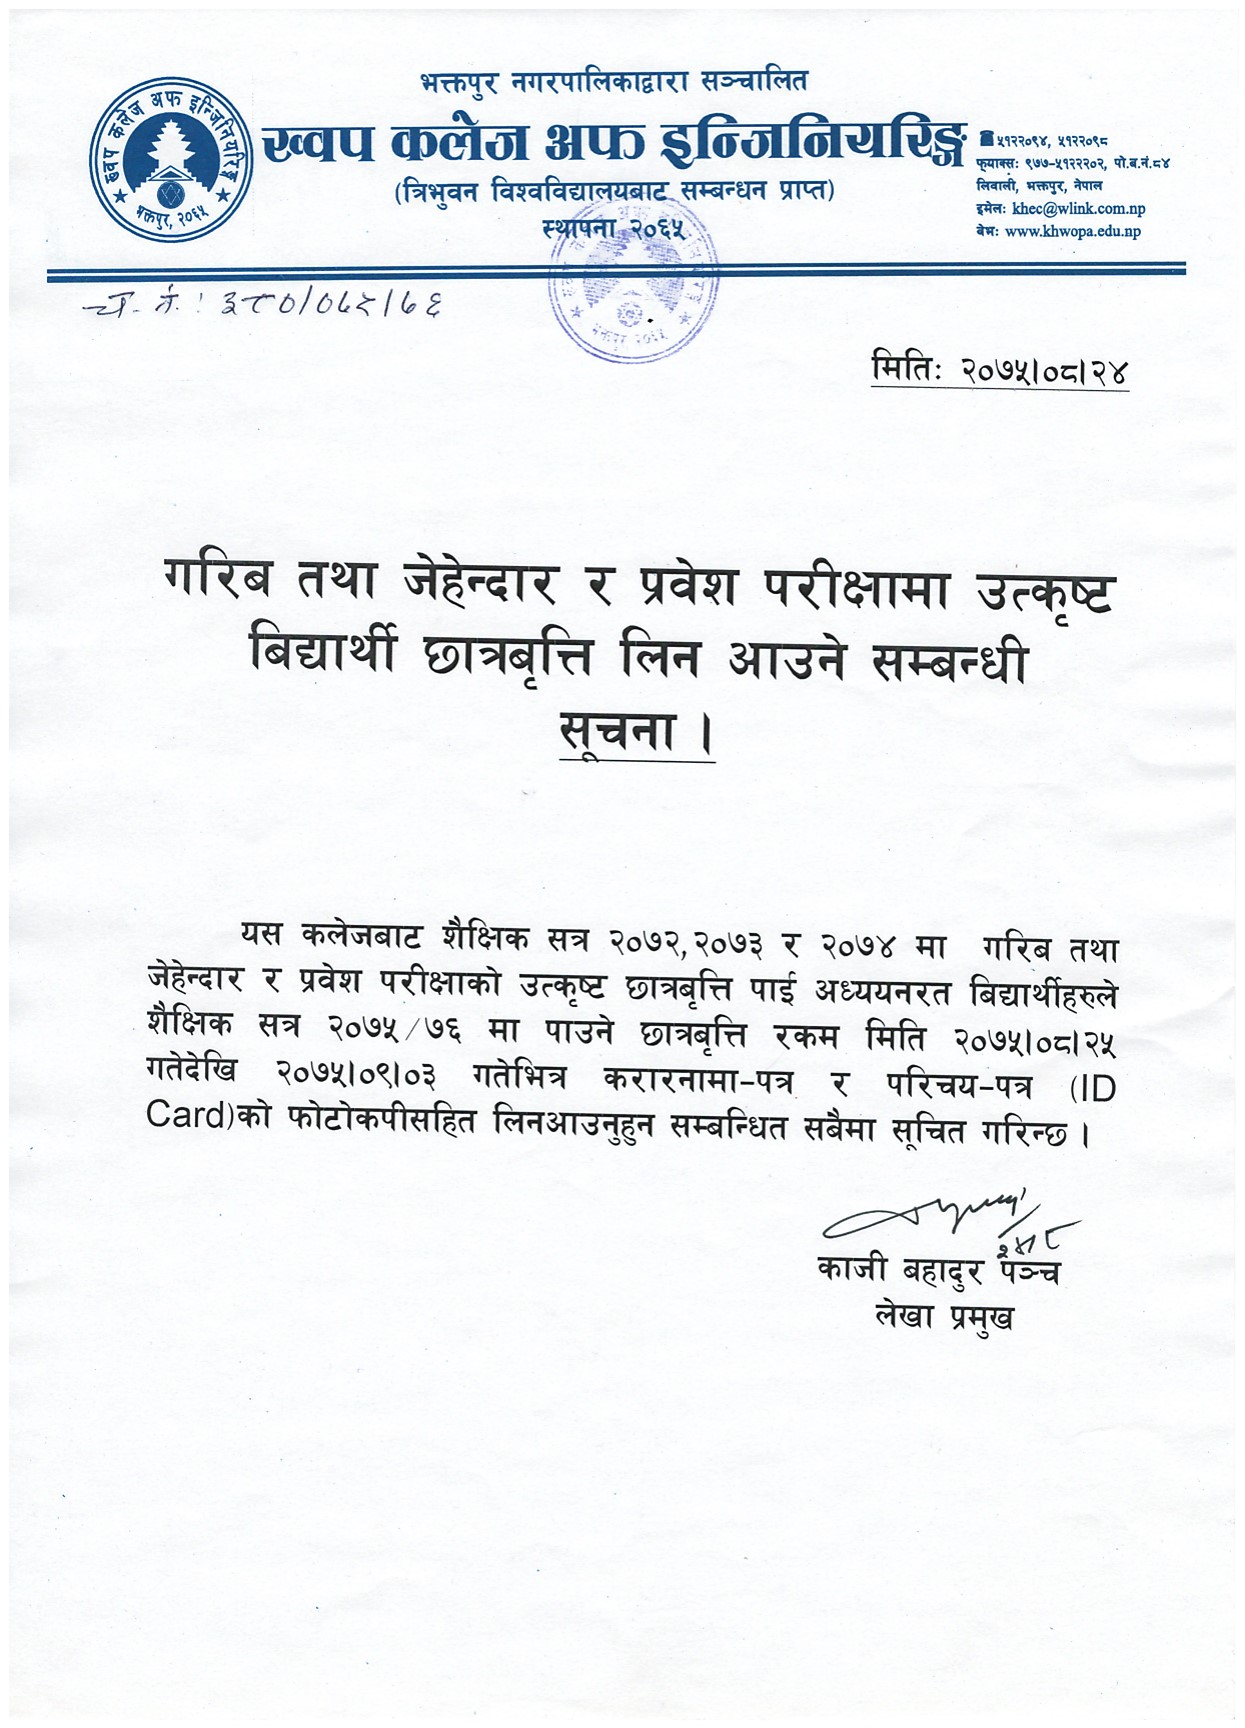 भक्तपुर नगरपालिकाद्वारा सञ्चालित
ख्वप कलेज अफ इन्जिनियरिङ्ग
(त्रिभुवन विश्वविद्यालयबाट सम्बन्धन प्राप्त)
स्थापना २०६५
ख्वप कलेज अफ इन्जिनियरिङ्ग
भक्तपुर, २०६५
☎ ५१२२०९४, ५१२२०९८
फ्याक्सः ९७७-५१२२२०२, पो.ब.नं.८४
लिवाली, भक्तपुर, नेपाल
इमेलः khec@wlink.com.np
बेभः www.khwopa.edu.np
च. नं.: ३८०/०७५/७६
भक्तपुर २०६५
मितिः २०७५।०८।२४
गरिब तथा जेहेन्दार र प्रवेश परीक्षामा उत्कृष्ट
बिद्यार्थी छात्रबृत्ति लिन आउने सम्बन्धी
सूचना ।
यस कलेजबाट शैक्षिक सत्र २०७२,२०७३ र २०७४ मा गरिब तथा
जेहेन्दार र प्रवेश परीक्षाको उत्कृष्ट छात्रबृत्ति पाई अध्ययनरत बिद्यार्थीहरुले
शैक्षिक सत्र २०७५/७६ मा पाउने छात्रबृत्ति रकम मिति २०७५।०८।२५
गतेदेखि २०७५।०९।०३ गतेभित्र करारनामा-पत्र र परिचय-पत्र (ID
Card)को फोटोकपीसहित लिनआउनुहुन सम्बन्धित सबैमा सूचित गरिन्छ ।
काजी बहादुर पञ्च
लेखा प्रमुख